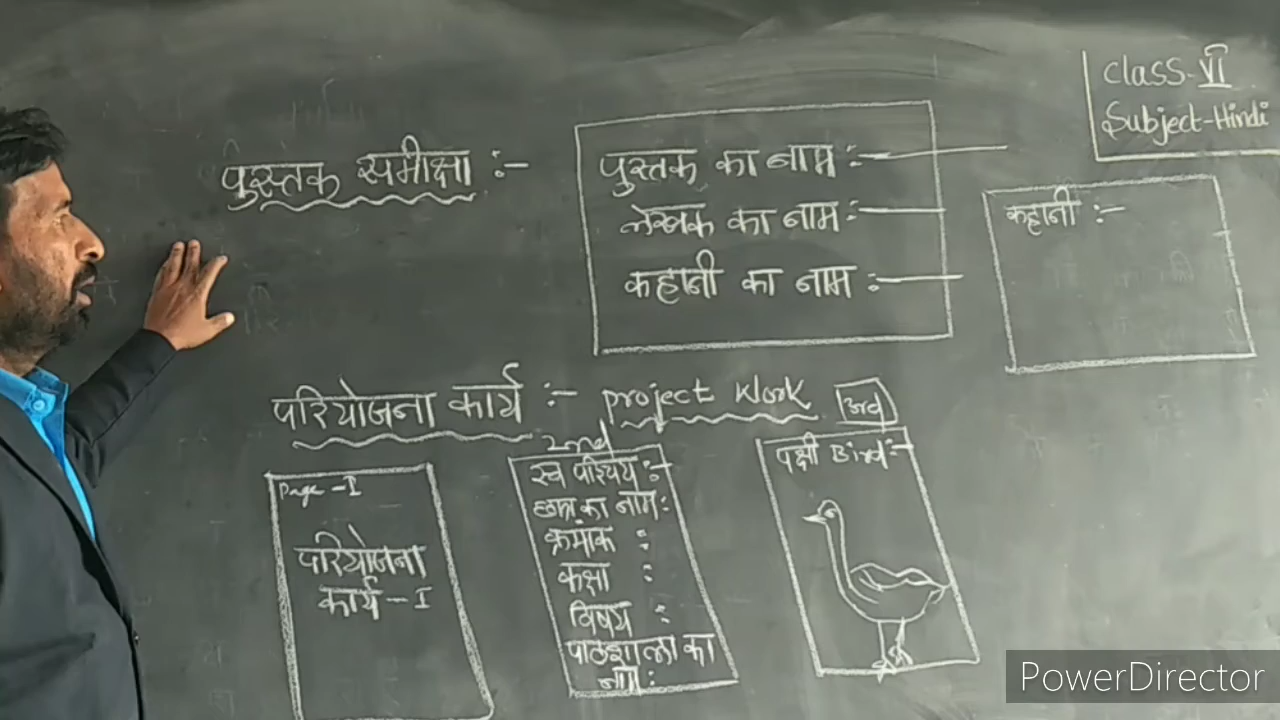 Class-VI
Subject-Hindi
पुस्तक समीक्षा :-
पुस्तक का नाम :-
लेखक का नाम :-
कहानी का नाम :-
कहानी :-
परियोजना कार्य :- project Work
Page-I
परियोजना
कार्य-I
2nd
स्व परिचय :-
छात्र का नाम :
क्रमांक :
कक्षा :
विषय :
पाठशाला का
नाम :
3rd
पक्षी Bird :-
PowerDirector